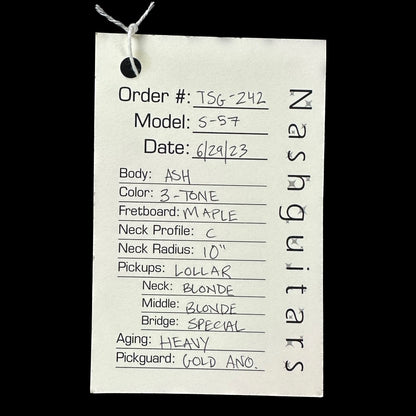 Order #: TSG-242
Model: S-57
Date: 6/29/23
Body: ASH
Color: 3-TONE
Fretboard: MAPLE
Neck Profile: C
Neck Radius: 10"
Pickups: LOLLAR
Neck: BLONDE
Middle: BLONDE
Bridge: SPECIAL
Aging: HEAVY
Pickguard: GOLD ANO.
Nashguitars